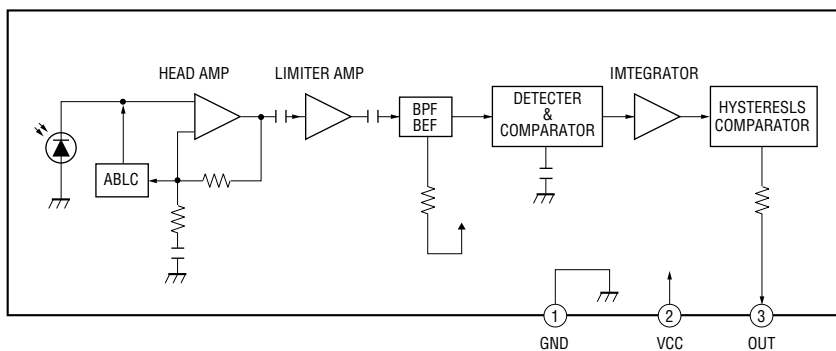 HEAD AMP
LIMITER AMP
IMTEGRATOR
ABLC
BPF
BEF
DETECTER
&
COMPARATOR
HYSTERESLS
COMPARATOR
1
2
3
GND
VCC
OUT